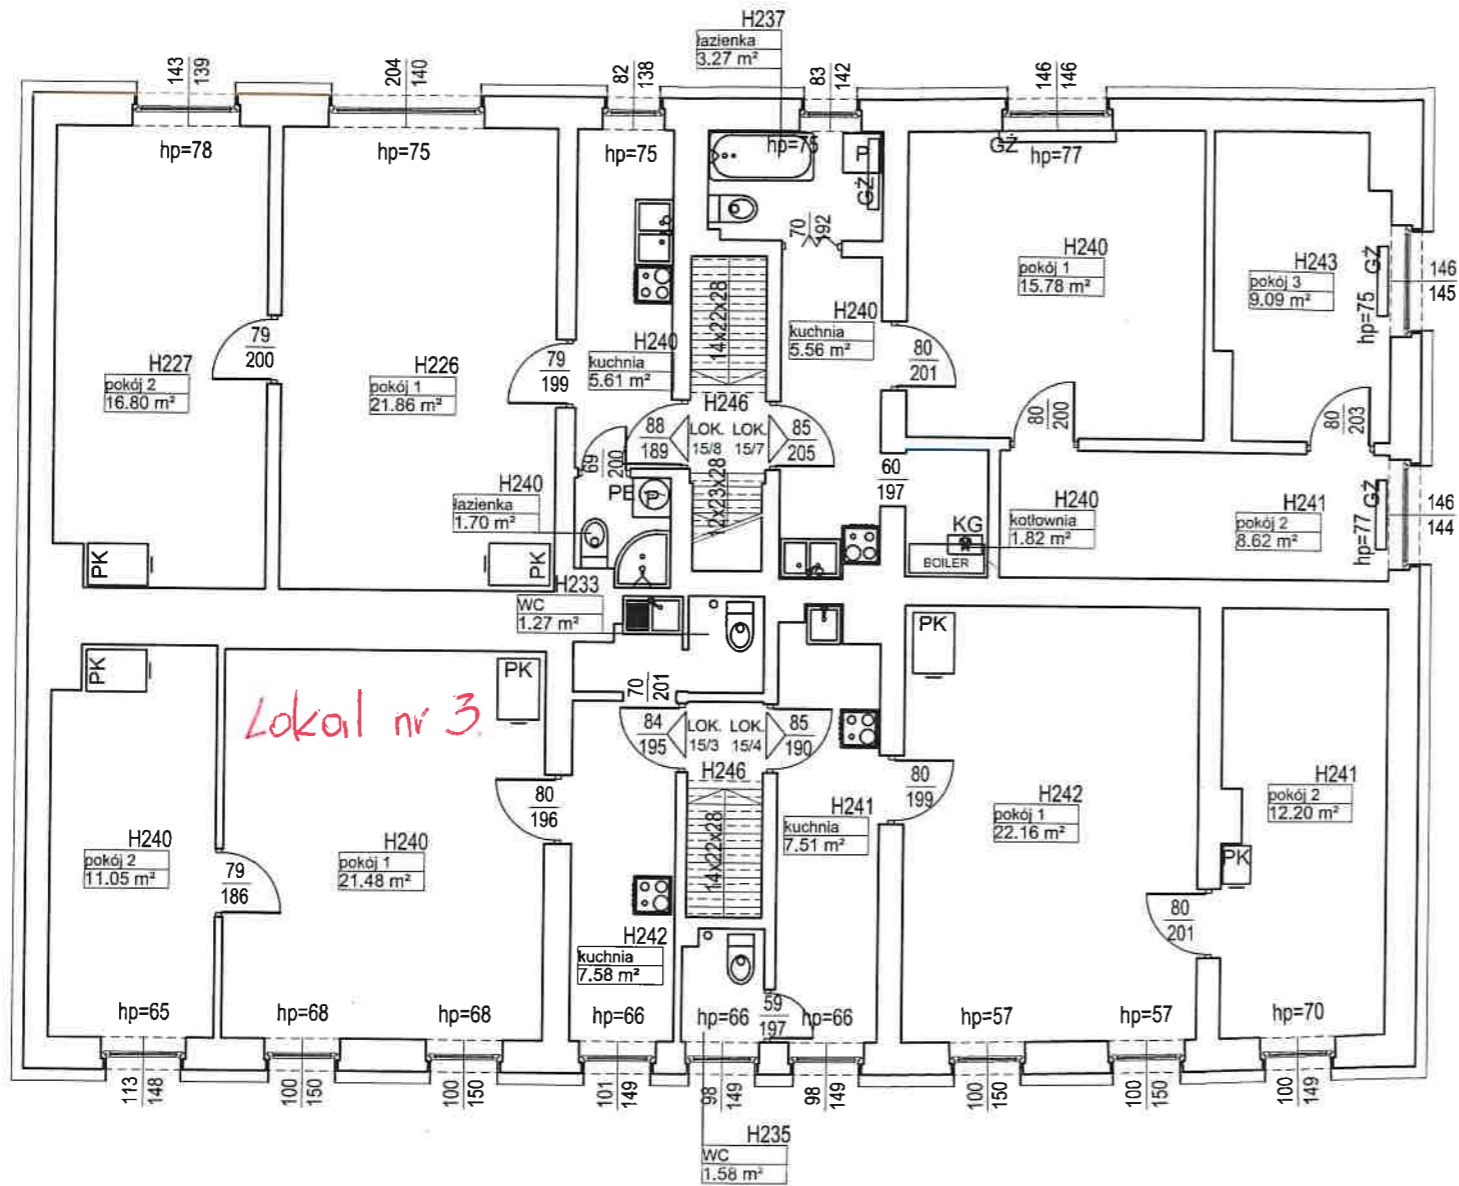 H237
łazienka
3.27 m²
143
139
204
140
82
138
83
142
146
146
hp=78
hp=75
hp=75
hp=75
P
GŻ
GŻ
hp=77
70
192
H240
pokój 1
15.78 m²
H243
pokój 3
9.09 m²
GŻ
hp=75
146
145
14x22x28
H240
kuchnia
5.56 m²
79
200
H227
pokój 2
16.80 m²
H226
pokój 1
21.86 m²
79
199
H240
kuchnia
5.61 m²
80
201
H246
88
189
LOK.
15/8
LOK.
15/7
85
205
80
200
80
203
69
200
PE
P
12x23x28
60
197
H240
łazienka
1.70 m²
H240
kotłownia
1.82 m²
KG
BOILER
H241
pokój 2
8.62 m²
GŻ
hp=77
146
144
PK
PK
H233
WC
1.27 m²
PK
PK
PK
70
201
Lokal nr 3
84
195
LOK.
15/3
LOK.
15/4
85
190
H246
80
196
80
199
14x22x28
H241
kuchnia
7.51 m²
H242
pokój 1
22.16 m²
H241
pokój 2
12.20 m²
PK
H240
pokój 2
11.05 m²
79
186
H240
pokój 1
21.48 m²
80
201
H242
kuchnia
7.58 m²
hp=65
hp=68
hp=68
hp=66
hp=66
59
197
hp=66
hp=57
hp=57
hp=70
113
148
100
150
100
150
101
149
98
149
98
149
100
150
100
150
100
149
H235
WC
1.58 m²